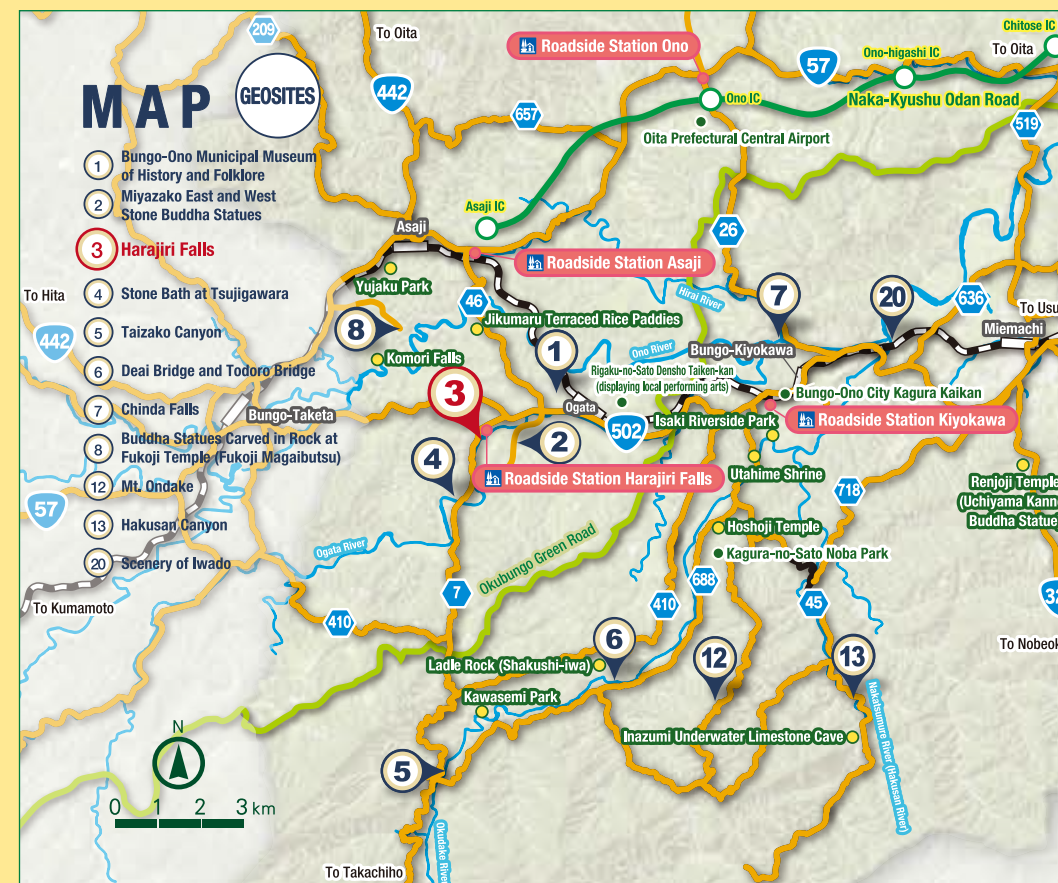 MAP
GEOSITES
1 Bungo-Ono Municipal Museum
of History and Folklore
2 Miyazako East and West
Stone Buddha Statues
3 Harajiri Falls
4 Stone Bath at Tsujigawara
5 Taizako Canyon
6 Deai Bridge and Todoro Bridge
7 Chinda Falls
8 Buddha Statues Carved in Rock at
Fukoji Temple (Fukoji Magaibutsu)
12 Mt. Ondake
13 Hakusan Canyon
20 Scenery of Iwado
209
To Oita
442
657
Roadside Station Ono
57
Chitose IC
To Oita
Ono-higashi IC
Naka-Kyushu Odan Road
Ono IC
Oita Prefectural Central Airport
519
Asaji IC
Asaji
26
Roadside Station Asaji
Yujaku Park
To Hita
442
46
Hirai River
7
20
636
To Usu
Miemachi
8
Jikumaru Terraced Rice Paddies
Komori Falls
1
Ono River
Bungo-Kiyokawa
Rigaku-no-Sato Densho Taiken-kan
(displaying local performing arts)
3
Bungo-Ono City Kagura Kaikan
Ogata
Bungo-Taketa
502
Isaki Riverside Park
Roadside Station Kiyokawa
2
4
Roadside Station Harajiri Falls
Utahime Shrine
718
Renjoji Temple
(Uchiyama Kann
Buddha Statue
57
Hoshoji Temple
Kagura-no-Sato Noba Park
Ogata River
Okubungo Green Road
688
To Kumamoto
7
410
410
45
32
To Nobeok
6
12
13
Ladle Rock (Shakushi-iwa)
Kawasemi Park
Nakatsumure River (Hakusan River)
Inazumi Underwater Limestone Cave
5
N
0 1 2 3 km
Okudake River
To Takachiho